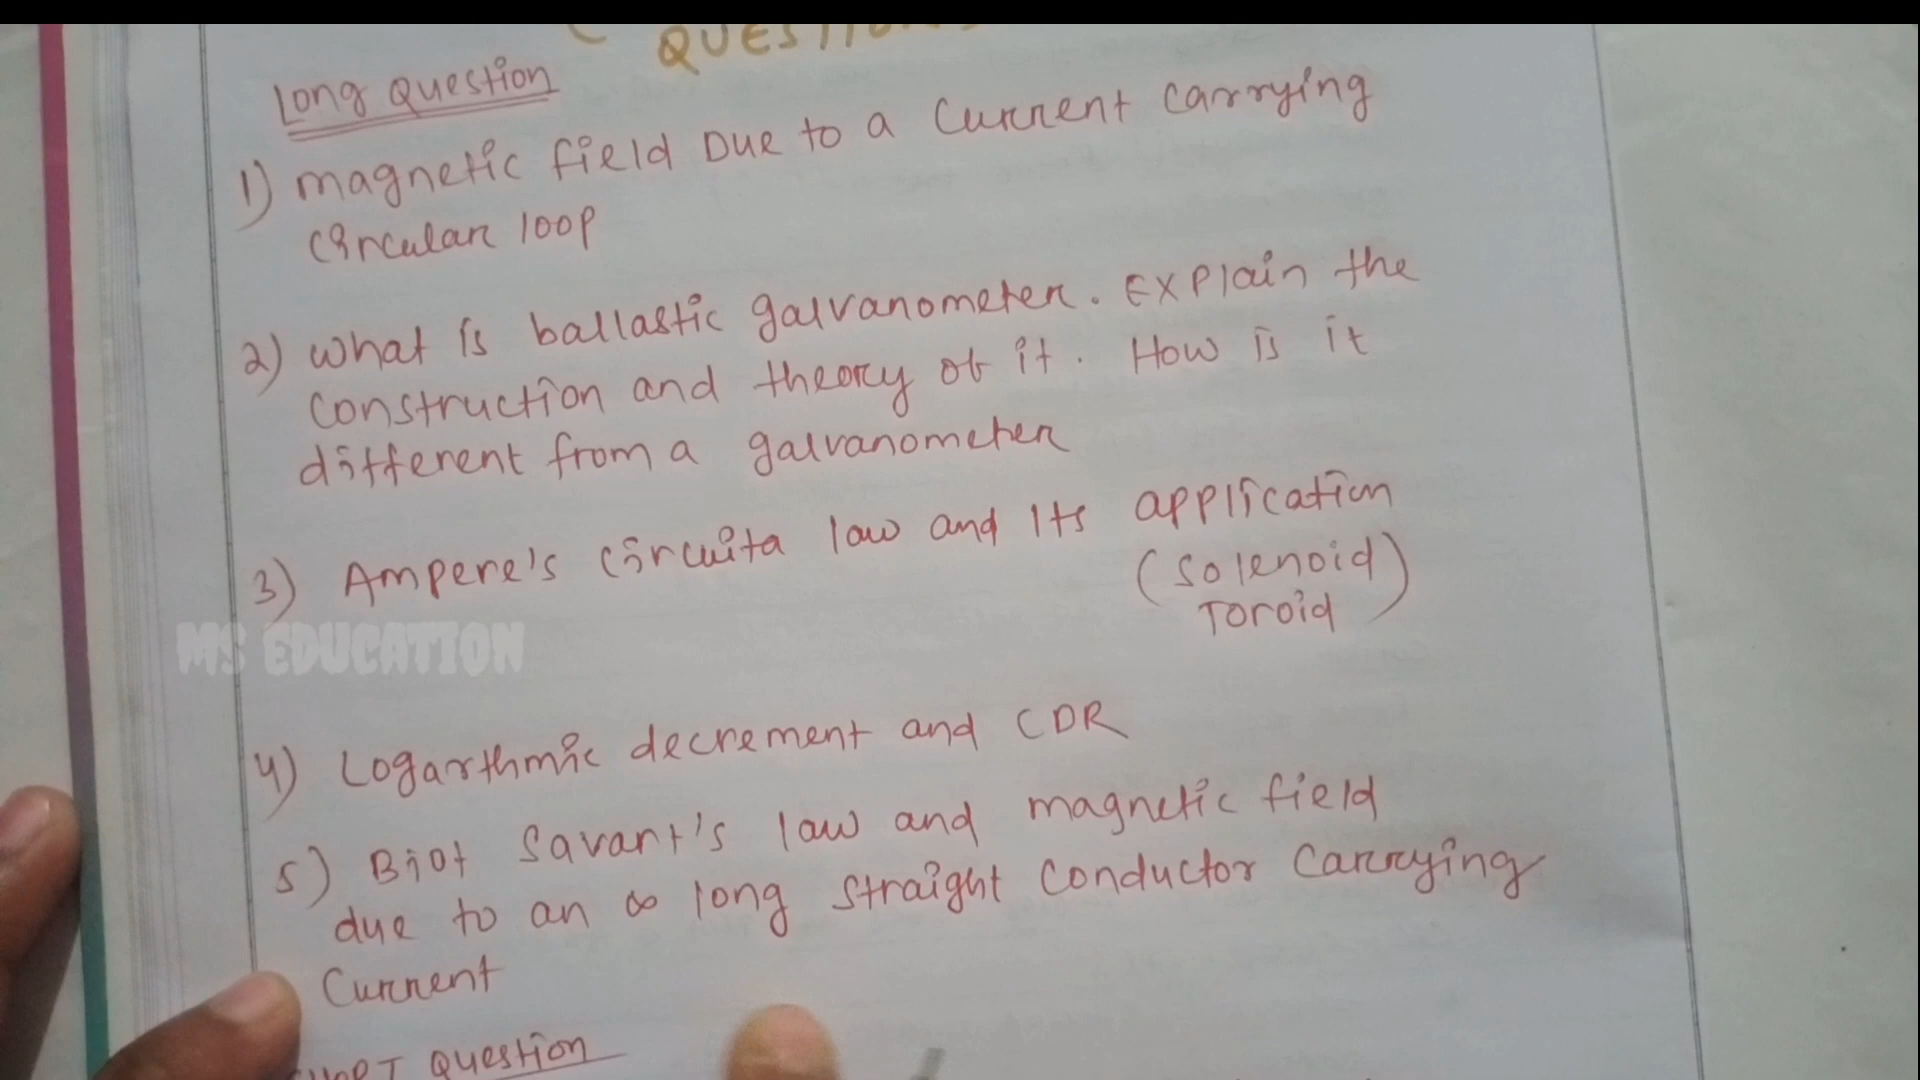 QUESTIONS
Long Question
1) magnetic field Due to a Current Carrying
Circular loop
2) what is ballastic galvanometer. Explain the
Construction and theory of it. How is it
different from a galvanometer
3) Ampere's Circuita law and Its application
(Solenoid
Toroid)
MS EDUCATION
4) Logarthmic decrement and CDR
5) Biot Savart's law and magnetic field
due to an ∞ long Straight Conductor Carrying
Current
SHORT Question